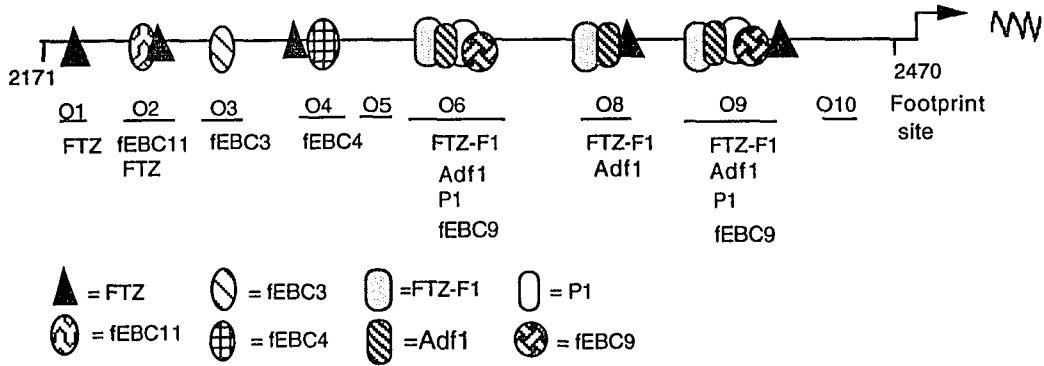 2171
2470
O1 O2 O3 O4 O5 O6 O8 O9 O10 Footprint
site
FTZ fEBC11 fEBC3 fEBC4 FTZ-F1 FTZ-F1 FTZ-F1
FTZ Adf1 Adf1 Adf1
P1 P1
fEBC9 fEBC9
= FTZ = fEBC3 =FTZ-F1 = P1
= fEBC11 = fEBC4 =Adf1 = fEBC9